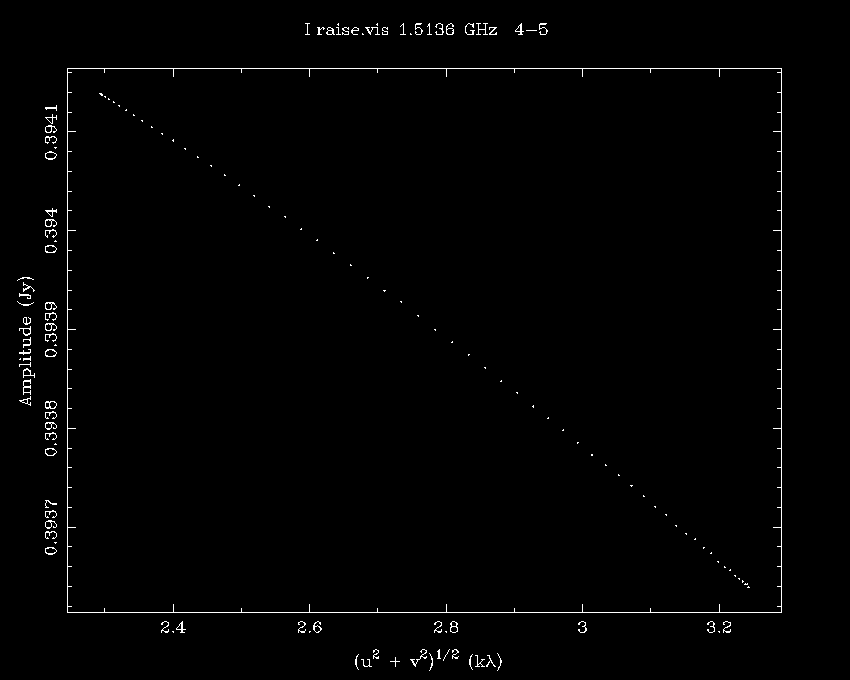 I raise.vis 1.5136 GHz 4−5
0.3941
0.394
0.3939
0.3938
0.3937
Amplitude (Jy)
2.4 2.6 2.8 3 3.2
(u² + v²)^1/2 (kλ)